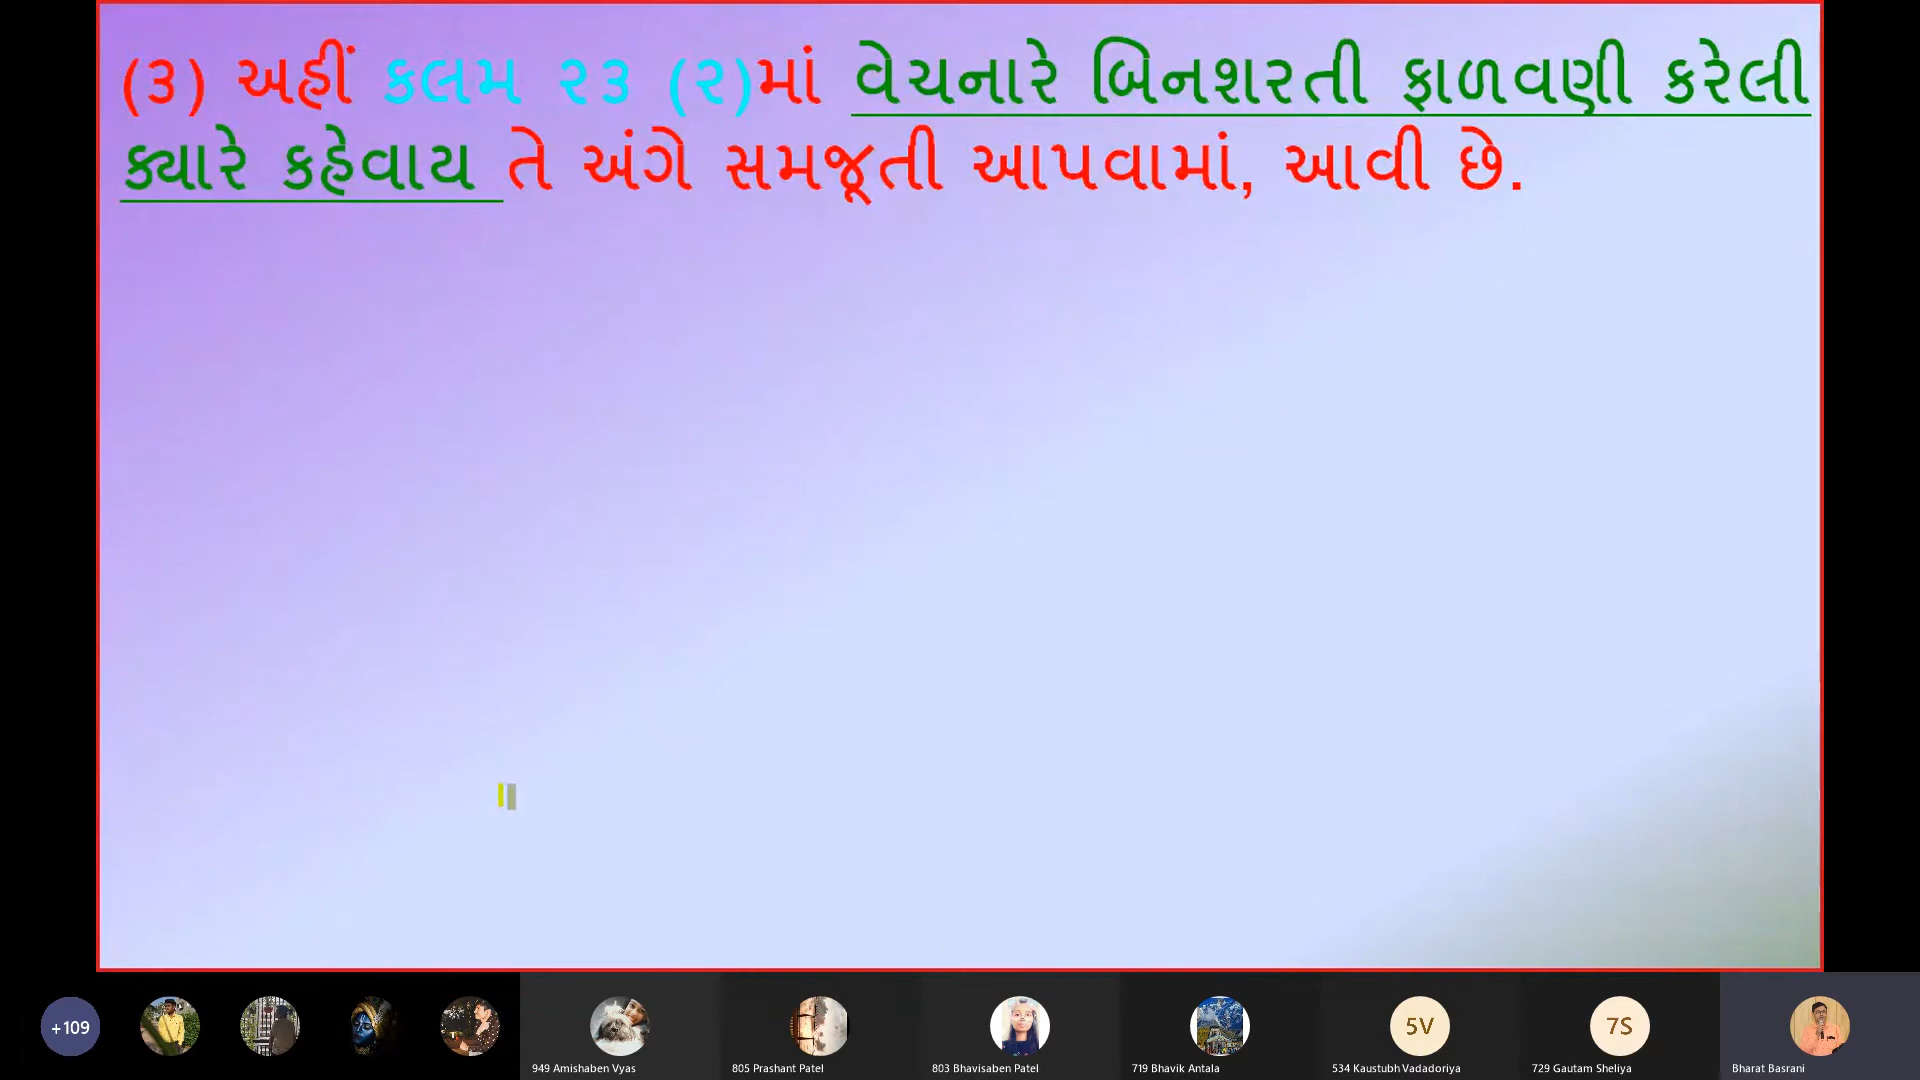 (૩) અહીં કલમ ૨૩ (૨)માં વેચનારે બિનશરતી ફાળવણી કરેલી
ક્યારે કહેવાય તે અંગે સમજૂતી આપવામાં, આવી છે.
+109
949 Amishaben Vyas
805 Prashant Patel
803 Bhavisaben Patel
719 Bhavik Antala
5V
534 Kaustubh Vadadoriya
7S
729 Gautam Sheliya
Bharat Basrani